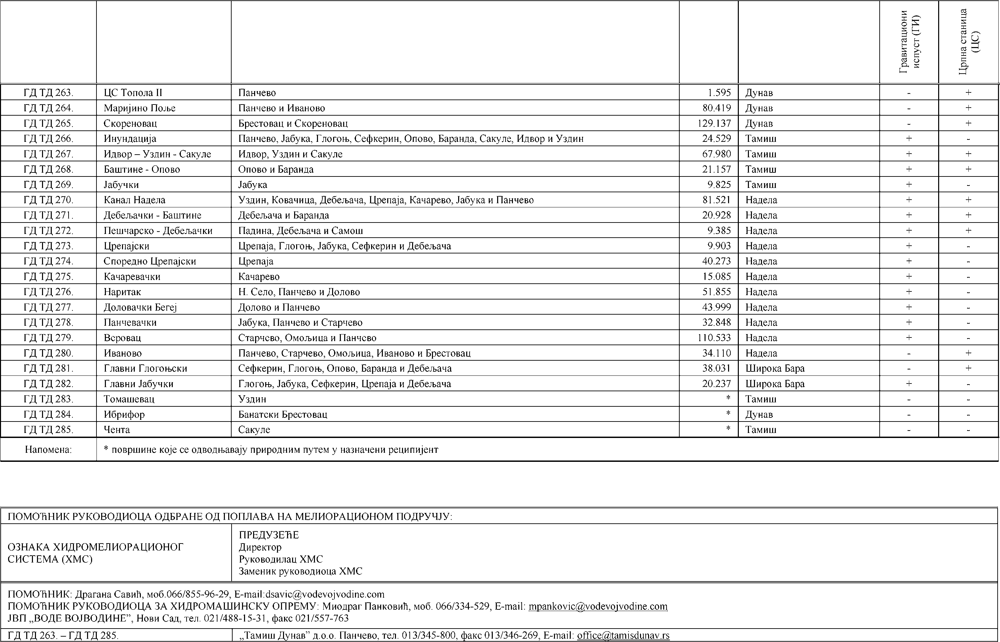 Гравитациони
испуст (ГИ)
Црпна станица
(ЦС)
ГД ТД 263. ЦС Топола II Панчево 1.595 Дунав - +
ГД ТД 264. Маријино Поље Панчево и Иваново 80.419 Дунав - +
ГД ТД 265. Скореновац Брестовац и Скореновац 129.137 Дунав - +
ГД ТД 266. Инундација Панчево, Јабука, Глогоњ, Сефкерин, Опово, Баранда, Сакуле, Идвор и Уздин 24.529 Тамиш + -
ГД ТД 267. Идвор – Уздин - Сакуле Идвор, Уздин и Сакуле 67.980 Тамиш + +
ГД ТД 268. Баштине - Опово Опово и Баранда 21.157 Тамиш + +
ГД ТД 269. Јабучки Јабука 9.825 Тамиш + -
ГД ТД 270. Канал Надела Уздин, Ковачица, Дебељача, Црепаја, Качарево, Јабука и Панчево 81.521 Надела + +
ГД ТД 271. Дебељачки - Баштине Дебељача и Баранда 20.928 Надела + +
ГД ТД 272. Пешчарско - Дебељачки Падина, Дебељача и Самош 9.385 Надела + +
ГД ТД 273. Црепајски Црепаја, Глогоњ, Јабука, Сефкерин и Дебељача 9.903 Надела + -
ГД ТД 274. Споредно Црепајски Црепаја 40.273 Надела + -
ГД ТД 275. Качаревачки Качарево 15.085 Надела + -
ГД ТД 276. Наритак Н. Село, Панчево и Долово 51.855 Надела + -
ГД ТД 277. Доловачки Бегеј Долово и Панчево 43.999 Надела + -
ГД ТД 278. Панчевачки Јабука, Панчево и Старчево 32.848 Надела + -
ГД ТД 279. Веровац Старчево, Омољица и Панчево 110.533 Надела + -
ГД ТД 280. Иваново Панчево, Старчево, Омољица, Иваново и Брестовац 34.110 Надела - +
ГД ТД 281. Главни Глогоњски Сефкерин, Глогоњ, Опово, Баранда и Дебељача 38.031 Широка Бара - +
ГД ТД 282. Главни Јабучки Глогоњ, Јабука, Сефкерин, Црепаја и Дебељача 20.237 Широка Бара + -
ГД ТД 283. Томашевац Уздин * Тамиш - -
ГД ТД 284. Ибрифор Банатски Брестовац * Дунав - -
ГД ТД 285. Чента Сакуле * Тамиш - -
Напомена: * површине које се одводњавају природним путем у назначени реципијент
ПОМОЋНИК РУКОВОДИОЦА ОДБРАНЕ ОД ПОПЛАВА НА МЕЛИОРАЦИОНОМ ПОДРУЧЈУ:
ОЗНАКА ХИДРОМЕЛИОРАЦИОНОГ
СИСТЕМА (ХМС)
ПРЕДУЗЕЋЕ
Директор
Руководилац ХМС
Заменик руководиоца ХМС
ПОМОЋНИК: Драгана Савић, моб.066/855-96-29, E-mail:dsavic@vodevojvodine.com
ПОМОЋНИК РУКОВОДИОЦА ЗА ХИДРОМАШИНСКУ ОПРЕМУ: Миодраг Панковић, моб. 066/334-529, E-mail: mpankovic@vodevojvodine.com
ЈВП „ВОДЕ ВОЈВОДИНЕ”, Нови Сад, тел. 021/488-15-31, факс 021/557-763
ГД ТД 263. – ГД ТД 285. „Тамиш Дунав” д.о.о. Панчево, тел. 013/345-800, факс 013/346-269, E-mail: office@tamisdunav.rs